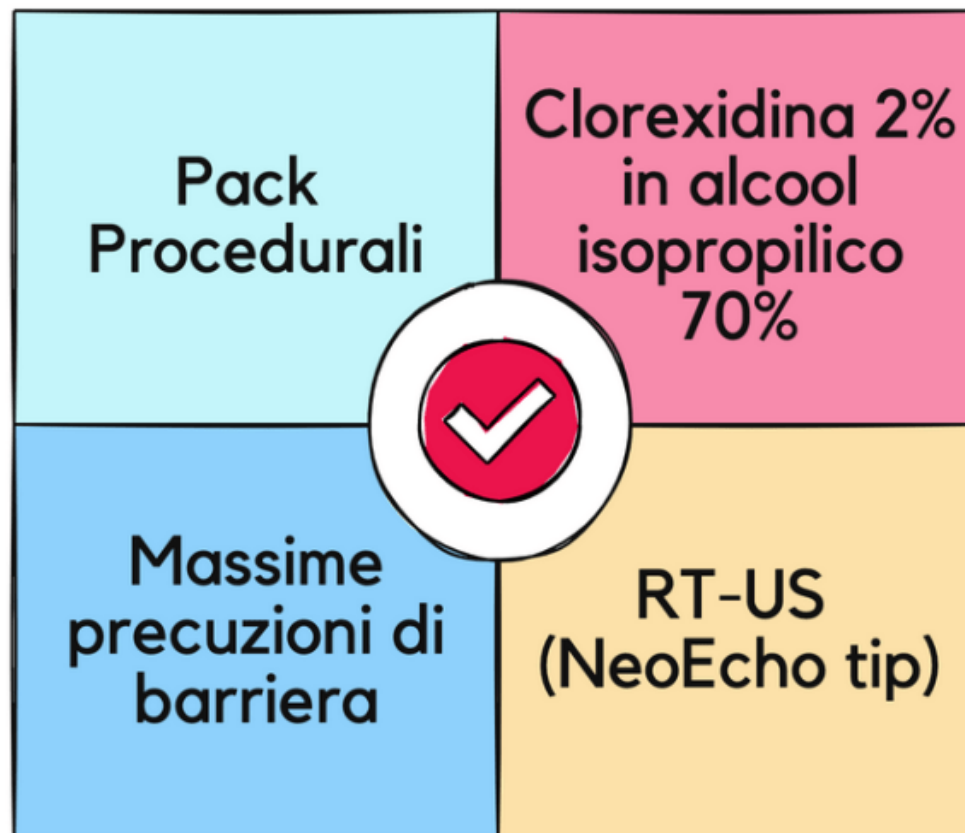 Pack
Procedurali
Clorexidina 2%
in alcool
isopropilico
70%
Massime
precuzioni di
barriera
RT-US
(NeoEcho tip)